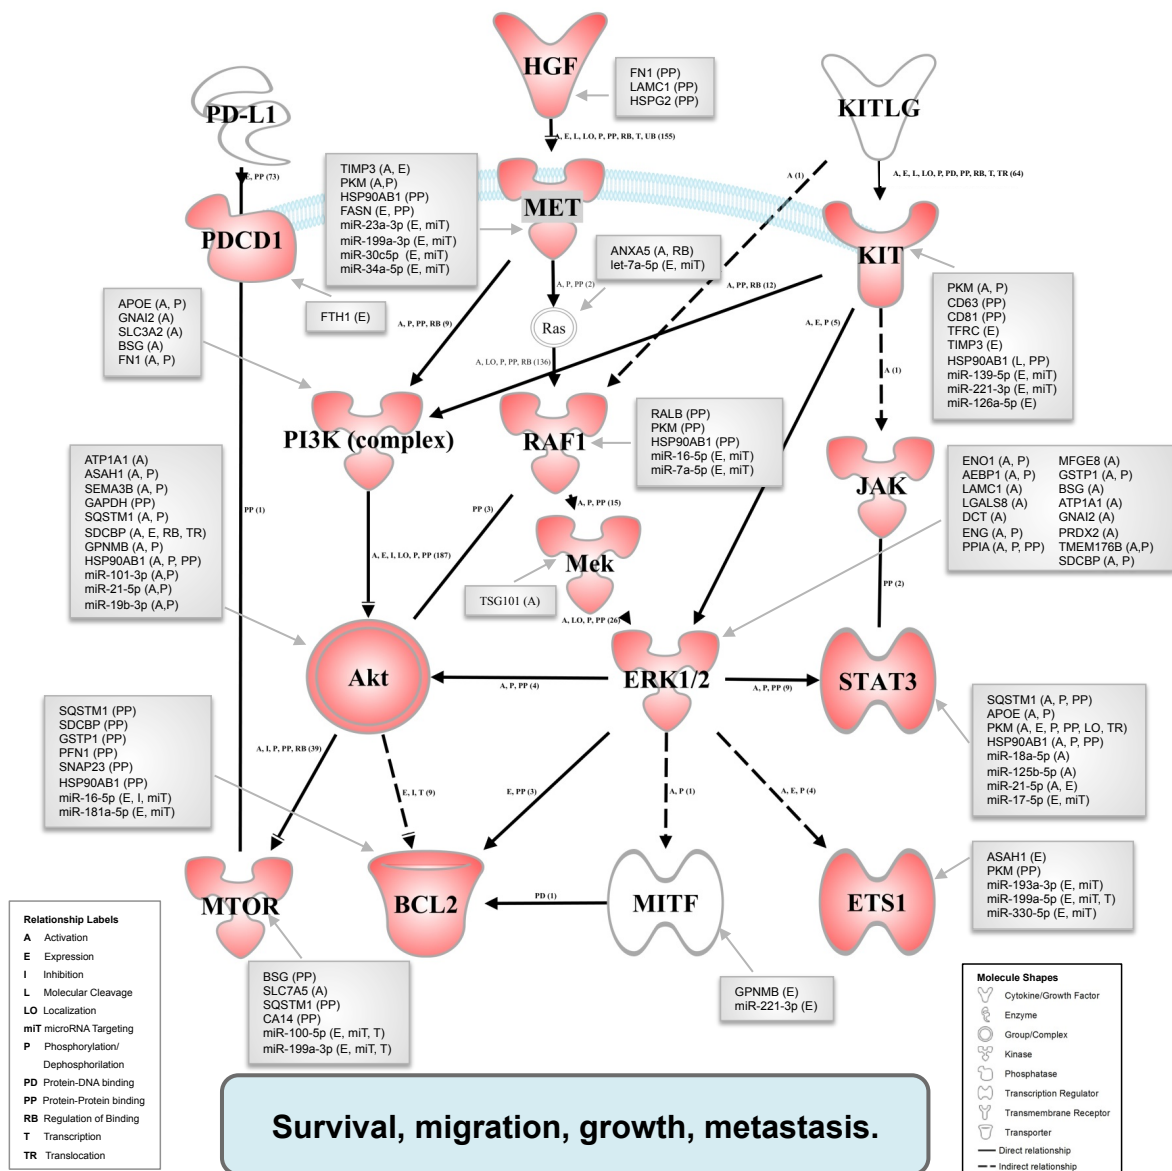 HGF
FN1 (PP)
LAMC1 (PP)
HSPG2 (PP)
PD-L1
KITLG
A, E, L, LO, P, PP, RB, T, UB (155)
E, PP (73)
TIMP3 (A, E)
PKM (A,P)
HSP90AB1 (PP)
FASN (E, PP)
miR-23a-3p (E, miT)
miR-199a-3p (E, miT)
miR-30c5p (E, miT)
miR-34a-5p (E, miT)
A (1)
A, E, L, LO, P, PD, PP, RB, T, TR (64)
MET
PDCD1
KIT
ANXA5 (A, RB)
let-7a-5p (E, miT)
APOE (A, P)
GNAI2 (A)
SLC3A2 (A)
BSG (A)
FN1 (A, P)
FTH1 (E)
A, P, PP (2)
A, PP, RB (12)
PKM (A, P)
CD63 (PP)
CD81 (PP)
TFRC (E)
TIMP3 (E)
HSP90AB1 (L, PP)
miR-139-5p (E, miT)
miR-221-3p (E, miT)
miR-126a-5p (E)
A, P, PP, RB (9)
Ras
A, E, P (5)
A, LO, P, PP, RB (136)
A (1)
PI3K (complex)
RAF1
RALB (PP)
PKM (PP)
HSP90AB1 (PP)
miR-16-5p (E, miT)
miR-7a-5p (E, miT)
JAK
ATP1A1 (A)
ASAH1 (A, P)
SEMA3B (A, P)
GAPDH (PP)
SQSTM1 (A, P)
SDCBP (A, E, RB, TR)
GPNMB (A, P)
HSP90AB1 (A, P, PP)
miR-101-3p (A,P)
miR-21-5p (A,P)
miR-19b-3p (A,P)
ENO1 (A, P)
AEBP1 (A, P)
LAMC1 (A)
LGALS8 (A)
DCT (A)
ENG (A, P)
PPIA (A, P, PP)
MFGE8 (A)
GSTP1 (A, P)
BSG (A)
ATP1A1 (A)
GNAI2 (A)
PRDX2 (A)
TMEM176B (A,P)
SDCBP (A, P)
PP (1)
PP (3)
A, P, PP (15)
A, E, I, LO, P, PP (187)
Mek
TSG101 (A)
PP (2)
A, LO, P, PP (26)
Akt
ERK1/2
STAT3
A, P, PP (4)
A, P, PP (9)
SQSTM1 (PP)
SDCBP (PP)
GSTP1 (PP)
PFN1 (PP)
SNAP23 (PP)
HSP90AB1 (PP)
miR-16-5p (E, I, miT)
miR-181a-5p (E, miT)
SQSTM1 (A, P, PP)
APOE (A, P)
PKM (A, E, P, PP, LO, TR)
HSP90AB1 (A, P, PP)
miR-18a-5p (A)
miR-125b-5p (A)
miR-21-5p (A, E)
miR-17-5p (E, miT)
A, I, P, PP, RB (39)
E, I, T (9)
E, PP (3)
A, P (1)
A, E, P (4)
MTOR
BCL2
PD (1)
MITF
ETS1
ASAH1 (E)
PKM (PP)
miR-193a-3p (E, miT)
miR-199a-5p (E, miT, T)
miR-330-5p (E, miT)
BSG (PP)
SLC7A5 (A)
SQSTM1 (PP)
CA14 (PP)
miR-100-5p (E, miT, T)
miR-199a-3p (E, miT, T)
GPNMB (E)
miR-221-3p (E)
Relationship Labels
A Activation
E Expression
I Inhibition
L Molecular Cleavage
LO Localization
miT microRNA Targeting
P Phosphorylation/
Dephosphorilation
PD Protein-DNA binding
PP Protein-Protein binding
RB Regulation of Binding
T Transcription
TR Translocation
Molecule Shapes
Cytokine/Growth Factor
Enzyme
Group/Complex
Kinase
Phosphatase
Transcription Regulator
Transmembrane Receptor
Transporter
Direct relationship
Indirect relationship
Survival, migration, growth, metastasis.